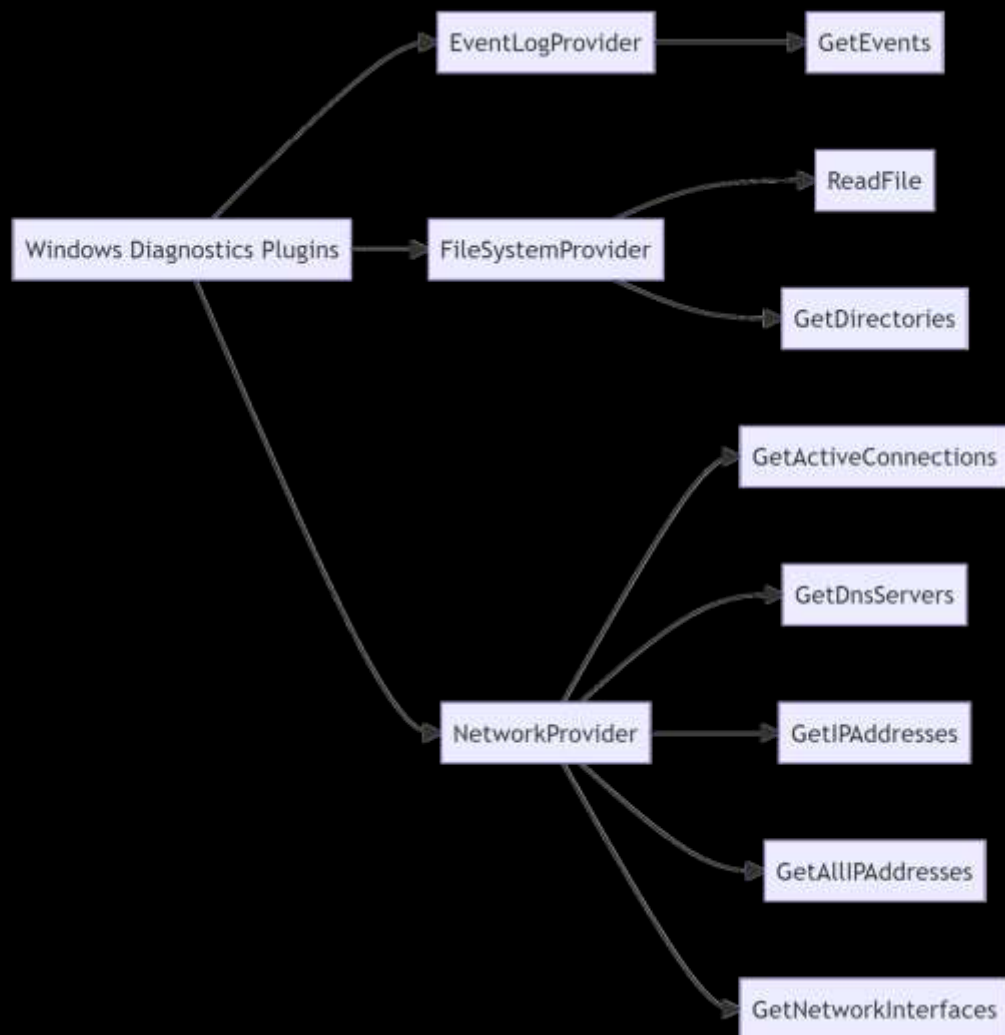 EventLogProvider
GetEvents
ReadFile
Windows Diagnostics Plugins
FileSystemProvider
GetDirectories
GetActiveConnections
GetDnsServers
NetworkProvider
GetIPAddresses
GetAllIPAddresses
GetNetworkInterfaces